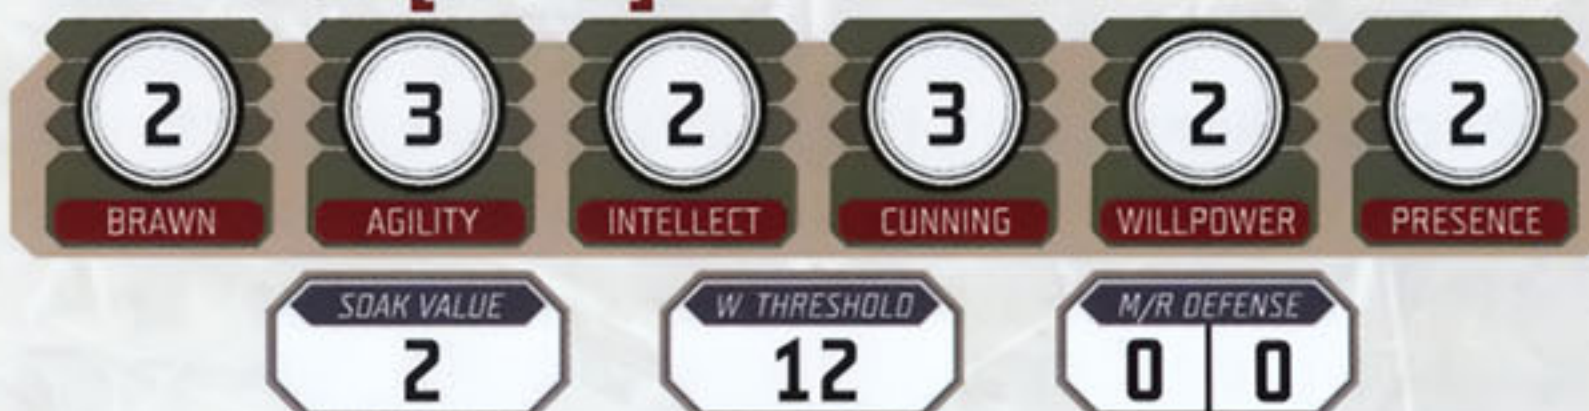 2 3 2 3 2 2
BRAWN AGILITY INTELLECT CUNNING WILLPOWER PRESENCE
SOAK VALUE W THRESHOLD M/R DEFENSE
2 12 0 0